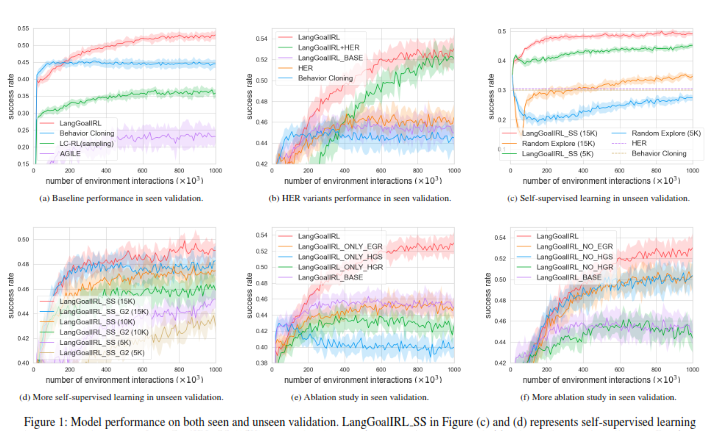 0.55
0.50
0.45
0.40
0.35
0.30
0.25
0.20
0.15
success rate
LangGoalIRL
Behavior Cloning
LC-RL(sampling)
AGILE
0 200 400 600 800 1000
number of environment interactions (×10³)
(a) Baseline performance in seen validation.
0.54
0.52
0.50
0.48
0.46
0.44
0.42
success rate
LangGoalIRL
LangGoalIRL+HER
LangGoalIRL_BASE
HER
Behavior Cloning
0 200 400 600 800 1000
number of environment interactions (×10³)
(b) HER variants performance in seen validation.
0.5
0.4
0.3
0.2
success rate
LangGoalIRL_SS (15K)
Random Explore (15K)
LangGoalIRL_SS (5K)
Random Explore (5K)
HER
Behavior Cloning
0 200 400 600 800 1000
number of environment interactions (×10³)
(c) Self-supervised learning in unseen validation.
0.50
0.48
0.46
0.44
0.42
0.40
success rate
LangGoalIRL_SS (15K)
LangGoalIRL_SS_G2 (15K)
LangGoalIRL_SS (10K)
LangGoalIRL_SS_G2 (10K)
LangGoalIRL_SS (5K)
LangGoalIRL_SS_G2 (5K)
0 200 400 600 800 1000
number of environment interactions (×10³)
(d) More self-supervised learning in unseen validation.
0.54
0.52
0.50
0.48
0.46
0.44
0.42
0.40
0.38
success rate
LangGoalIRL
LangGoalIRL_ONLY_EGR
LangGoalIRL_ONLY_HGS
LangGoalIRL_ONLY_HGR
LangGoalIRL_BASE
0 200 400 600 800 1000
number of environment interactions (×10³)
(e) Ablation study in seen validation.
0.54
0.52
0.50
0.48
0.46
0.44
0.42
success rate
LangGoalIRL
LangGoalIRL_NO_EGR
LangGoalIRL_NO_HGS
LangGoalIRL_NO_HGR
LangGoalIRL_BASE
0 200 400 600 800 1000
number of environment interactions (×10³)
(f) More ablation study in seen validation.
Figure 1: Model performance on both seen and unseen validation. LangGoalIRL_SS in Figure (c) and (d) represents self-supervised learning